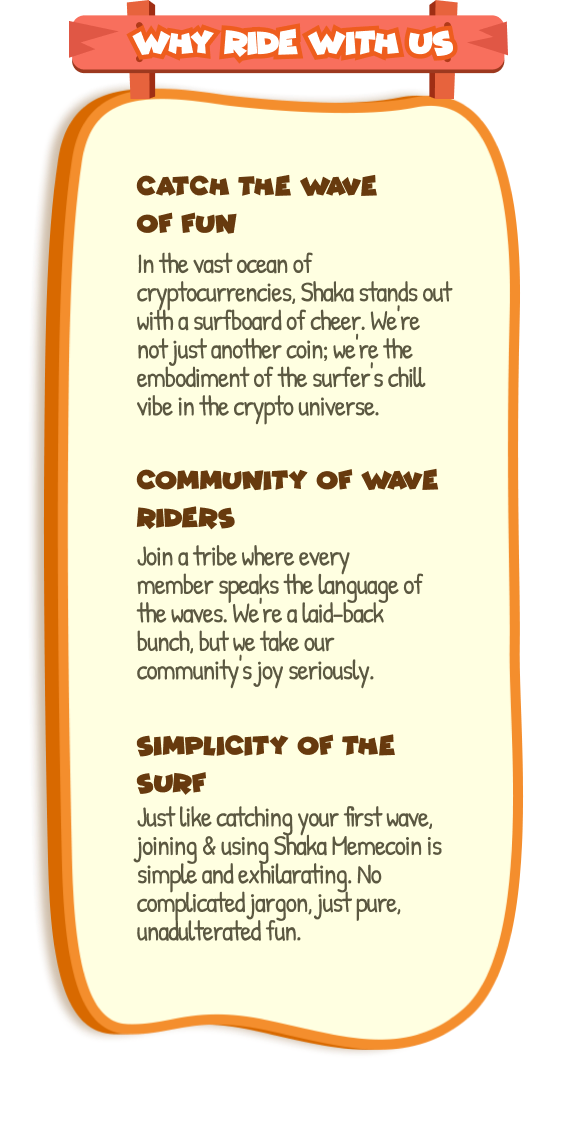 WHY RIDE WITH US
CATCH THE WAVE
OF FUN
In the vast ocean of
cryptocurrencies, Shaka stands out
with a surfboard of cheer. We're
not just another coin; we're the
embodiment of the surfer's chill
vibe in the crypto universe.
COMMUNITY OF WAVE
RIDERS
Join a tribe where every
member speaks the language of
the waves. We're a laid-back
bunch, but we take our
community's joy seriously.
SIMPLICITY OF THE
SURF
Just like catching your first wave,
joining & using Shaka Memecoin is
simple and exhilarating. No
complicated jargon, just pure,
unadulterated fun.